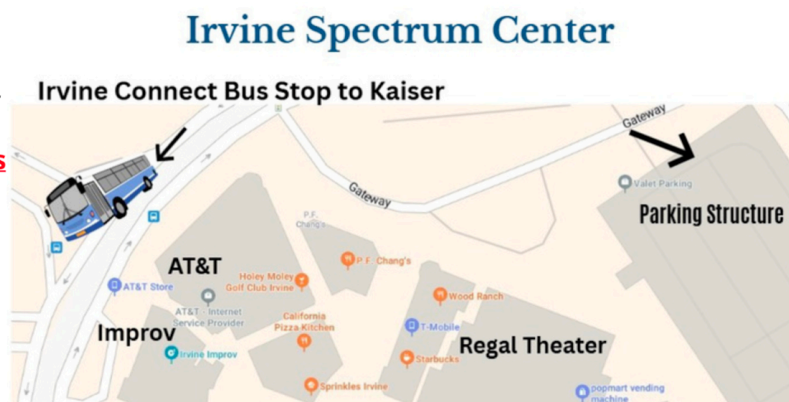 Irvine Spectrum Center
Irvine Connect Bus Stop to Kaiser
s
Gateway
Gateway
Valet Parking
Parking Structure
P.F.
Chang's
P.F. Chang's
AT&T
Holey Moley
Golf Club Irvine
AT&T Store
AT&T - Internet
Service Provider
Wood Ranch
California
Pizza Kitchen
T-Mobile
Improv
Irvine Improv
Starbucks
Regal Theater
Sprinkles Irvine
popmart vending
machine